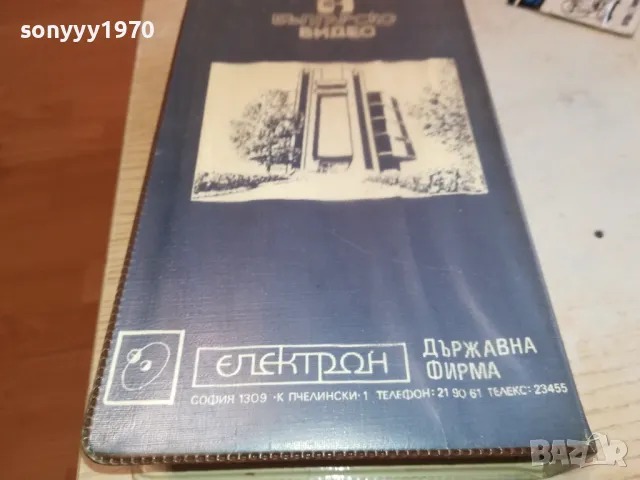 sonyyy1970
БЪЛГАРСКО
ВИДЕО
ЕЛЕКТРОН
ДЪРЖАВНА
ФИРМА
СОФИЯ 1309 ·К ПЧЕЛИНСКИ·1 ТЕЛЕФОН: 21 90 61 ТЕЛЕКС: 23455
BAZAR